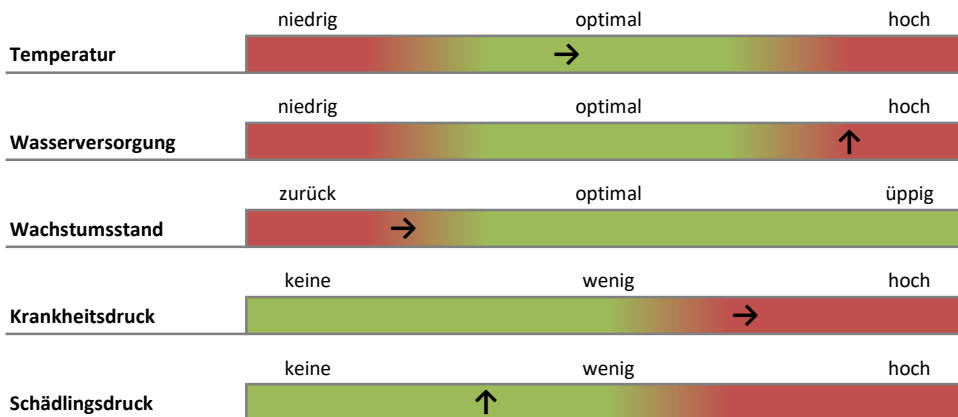 niedrig optimal hoch
Temperatur
niedrig optimal hoch
Wasserversorgung
zurück optimal üppig
Wachstumsstand
keine wenig hoch
Krankheitsdruck
keine wenig hoch
Schädlingsdruck